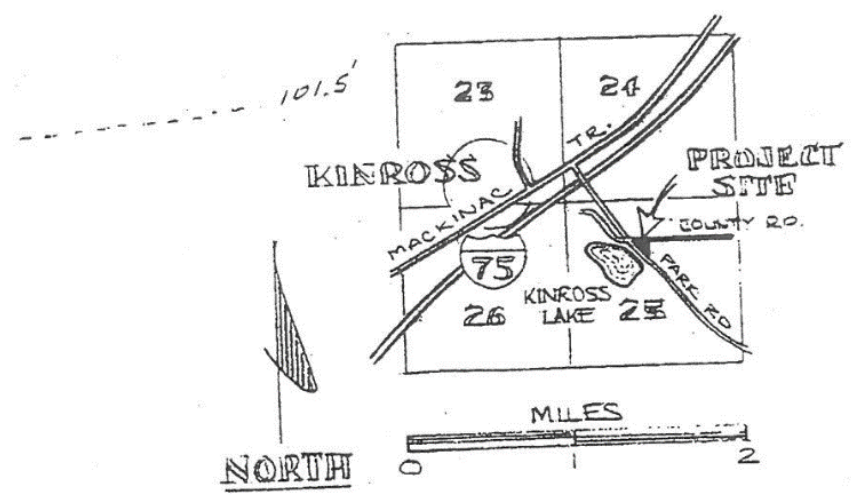 101.5'
23
24
KINROSS
MACKINAC TR.
PROJECT
SITE
COUNTY RD.
75
PARK RD
KINROSS
LAKE
26
25
MILES
0 1 2
NORTH